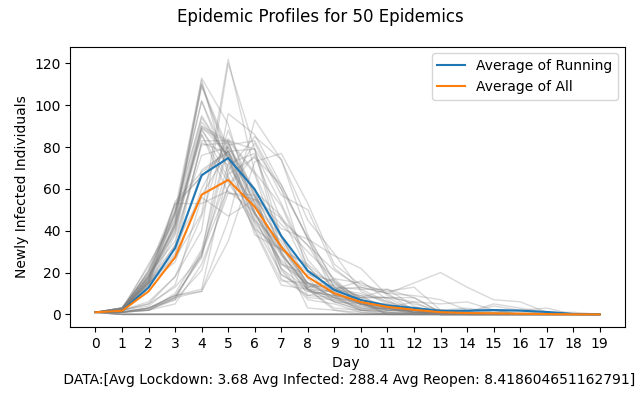 Epidemic Profiles for 50 Epidemics
Average of Running
Average of All
Newly Infected Individuals
120
100
80
60
40
20
0
0 1 2 3 4 5 6 7 8 9 10 11 12 13 14 15 16 17 18 19
Day
DATA:[Avg Lockdown: 3.68 Avg Infected: 288.4 Avg Reopen: 8.418604651162791]